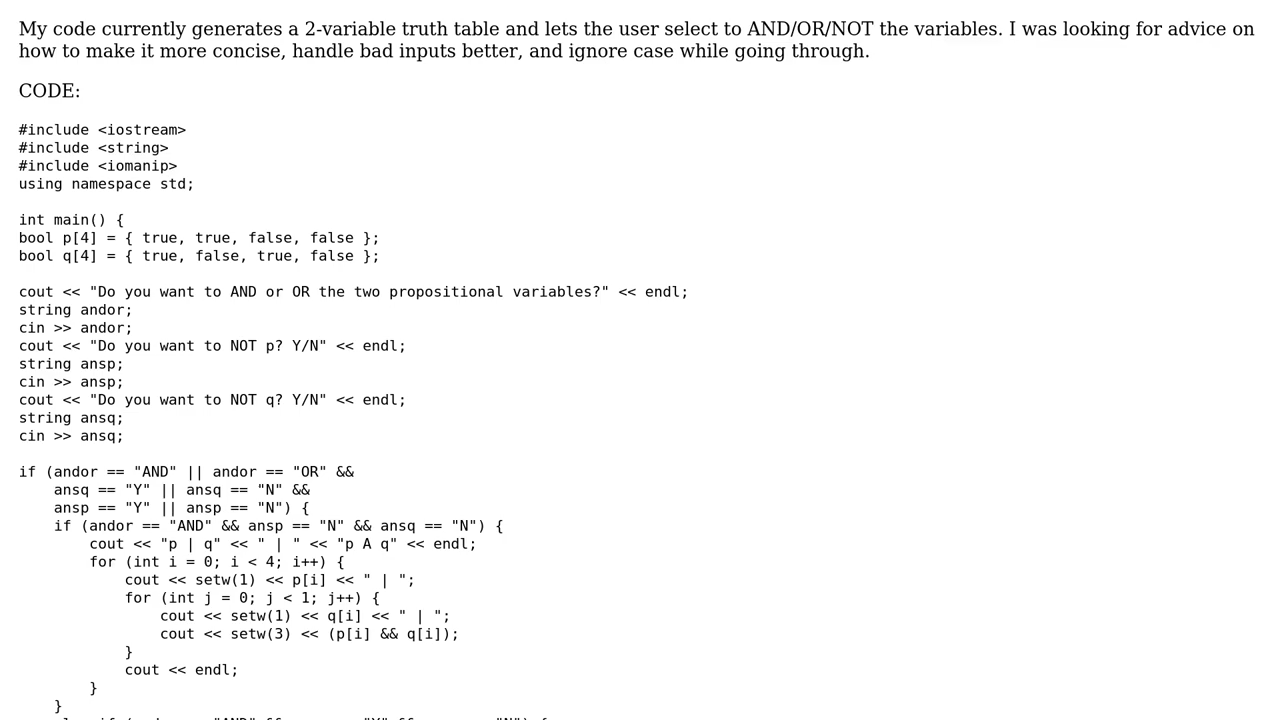 My code currently generates a 2-variable truth table and lets the user select to AND/OR/NOT the variables. I was looking for advice on
how to make it more concise, handle bad inputs better, and ignore case while going through.
CODE:
#include <iostream>
#include <string>
#include <iomanip>
using namespace std;
int main() {
bool p[4] = { true, true, false, false };
bool q[4] = { true, false, true, false };
cout << "Do you want to AND or OR the two propositional variables?" << endl;
string andor;
cin >> andor;
cout << "Do you want to NOT p? Y/N" << endl;
string ansp;
cin >> ansp;
cout << "Do you want to NOT q? Y/N" << endl;
string ansq;
cin >> ansq;
if (andor == "AND" || andor == "OR" &&
    ansq == "Y" || ansq == "N" &&
    ansp == "Y" || ansp == "N") {
    if (andor == "AND" && ansp == "N" && ansq == "N") {
        cout << "p | q" << " | " << "p A q" << endl;
        for (int i = 0; i < 4; i++) {
            cout << setw(1) << p[i] << " | ";
            for (int j = 0; j < 1; j++) {
                cout << setw(1) << q[i] << " | ";
                cout << setw(3) << (p[i] && q[i]);
            }
            cout << endl;
        }
    }